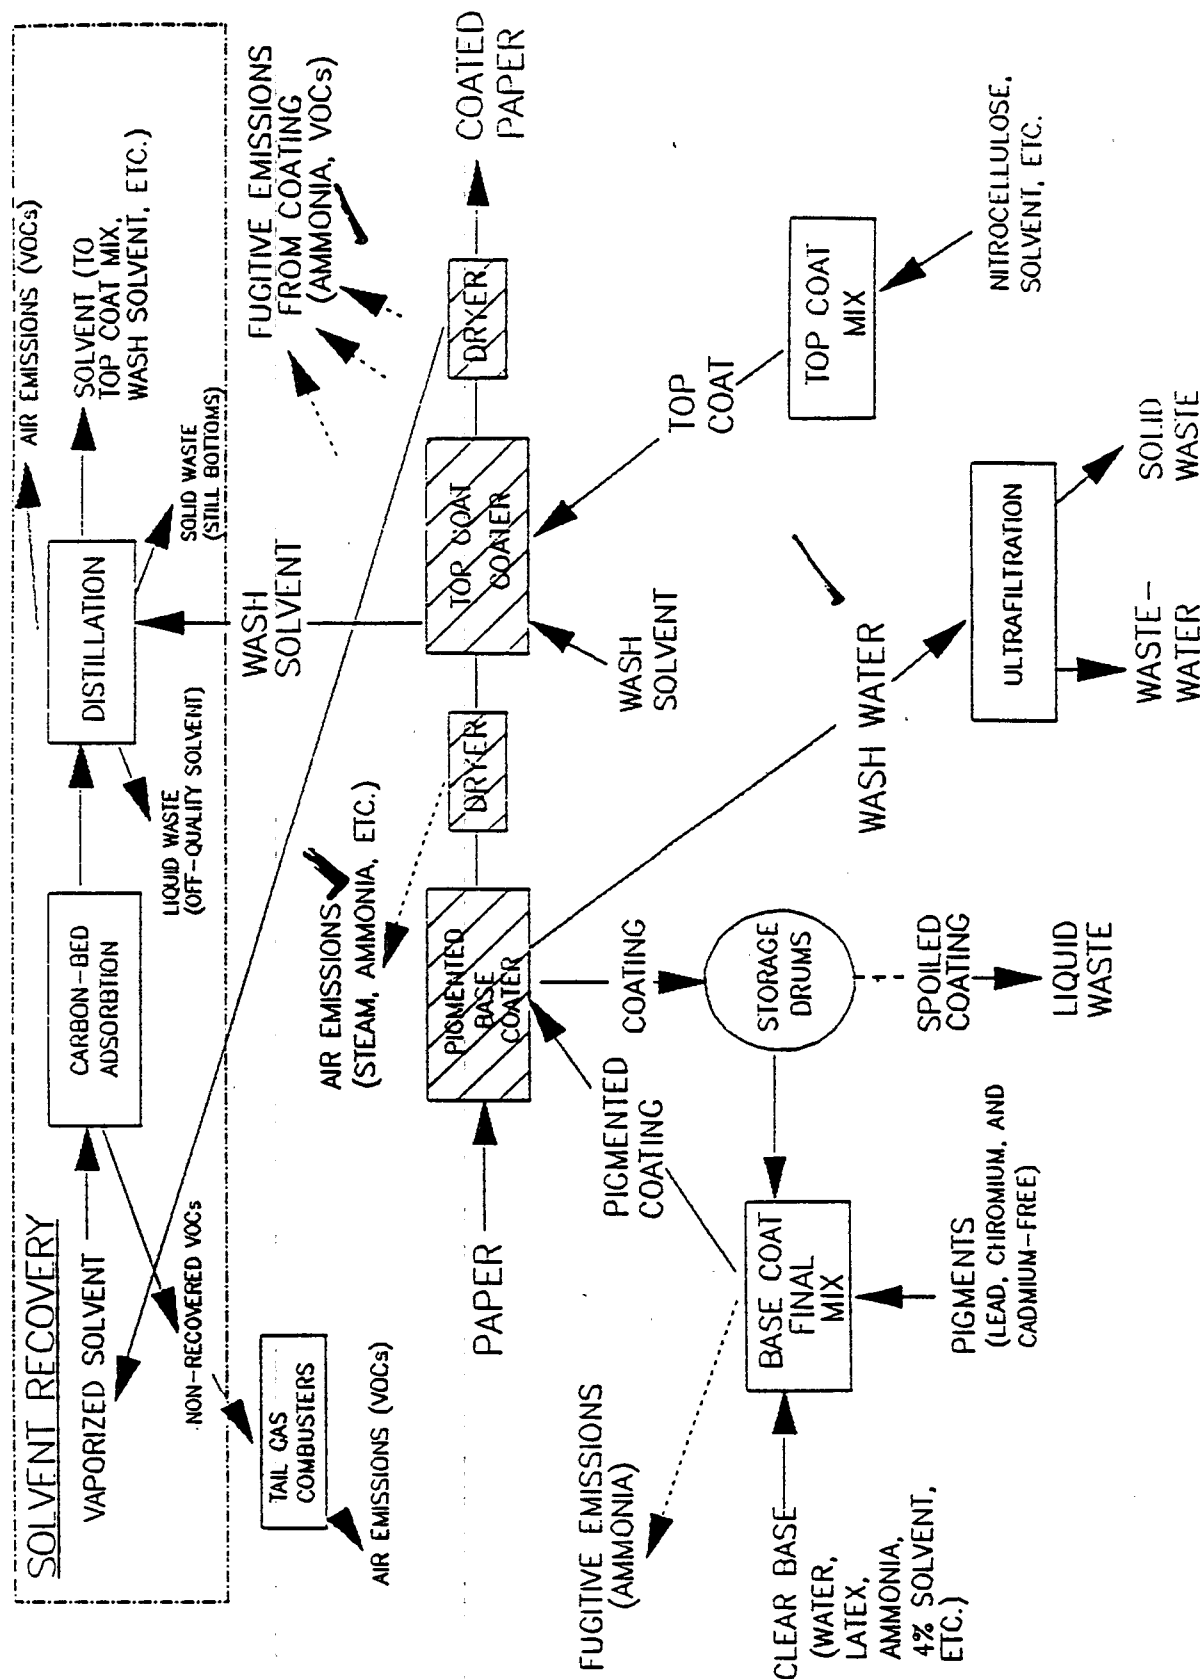 SOLVENT RECOVERY
VAPORIZED SOLVENT
CARBON-BED
ADSORBTION
DISTILLATION
AIR EMISSIONS (VOCs)
SOLVENT (TO
TOP COAT MIX,
WASH SOLVENT, ETC.)
SOLID WASTE
(STILL BOTTOMS)
LIQUID WASTE
(OFF-QUALITY SOLVENT)
NON-RECOVERED VOCs
TAIL GAS
COMBUSTERS
AIR EMISSIONS (VOCs)
WASH
SOLVENT
FUGITIVE EMISSIONS
FROM COATING
(AMMONIA, VOCs)
AIR EMISSIONS
(STEAM, AMMONIA, ETC.)
PAPER
PIGMENTED
BASE
COATER
DRYER
TOP COAT
COATER
DRYER
COATED
PAPER
FUGITIVE EMISSIONS
(AMMONIA)
PIGMENTED
COATING
COATING
WASH
SOLVENT
TOP
COAT
CLEAR BASE
(WATER,
LATEX,
AMMONIA,
4% SOLVENT,
ETC.)
BASE COAT
FINAL
MIX
STORAGE
DRUMS
TOP COAT
MIX
WASH WATER
PIGMENTS
(LEAD, CHROMIUM, AND
CADMIUM-FREE)
SPOILED
COATING
LIQUID
WASTE
ULTRAFILTRATION
NITROCELLULOSE,
SOLVENT, ETC.
WASTE-
WATER
SOLID
WASTE